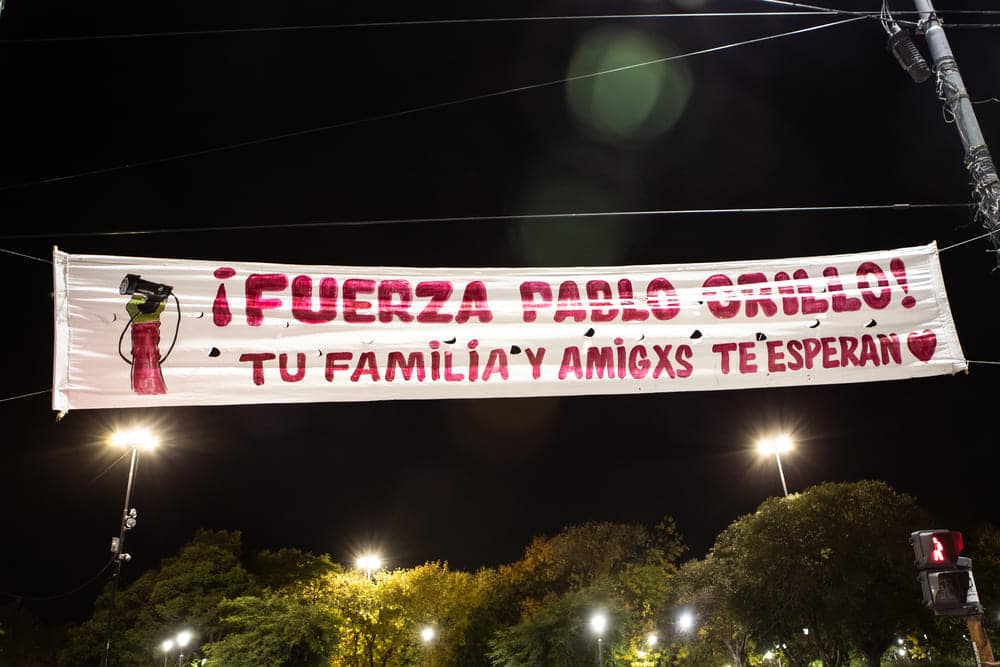 ¡FUERZA PABLO GRILLO!
TU FAMILIA Y AMIGXS TE ESPERAN